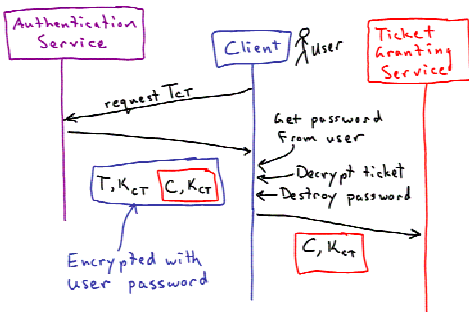 Authentication
Service
Client
User
Ticket
Granting
Service
request TCT
Get password
from user
Decrypt ticket
Destroy password
T, KCT
C, KCT
C, KCT
Encrypted with
user password